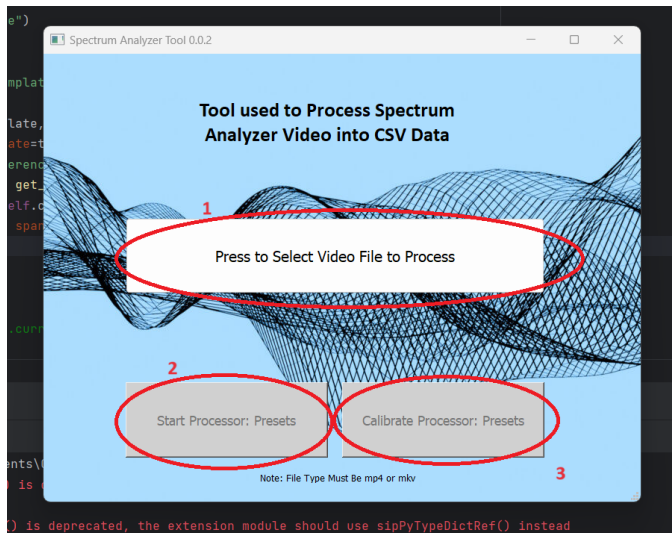 e")
Spectrum Analyzer Tool 0.0.2
mplat
Tool used to Process Spectrum
Analyzer Video into CSV Data
late,
ate=t
erenc
get_
1
elf.c
span
Press to Select Video File to Process
.curr
2
Start Processor: Presets
Calibrate Processor: Presets
ents\
) is
Note: File Type Must Be mp4 or mkv
3
() is deprecated, the extension module should use sipPyTypeDictRef() instead